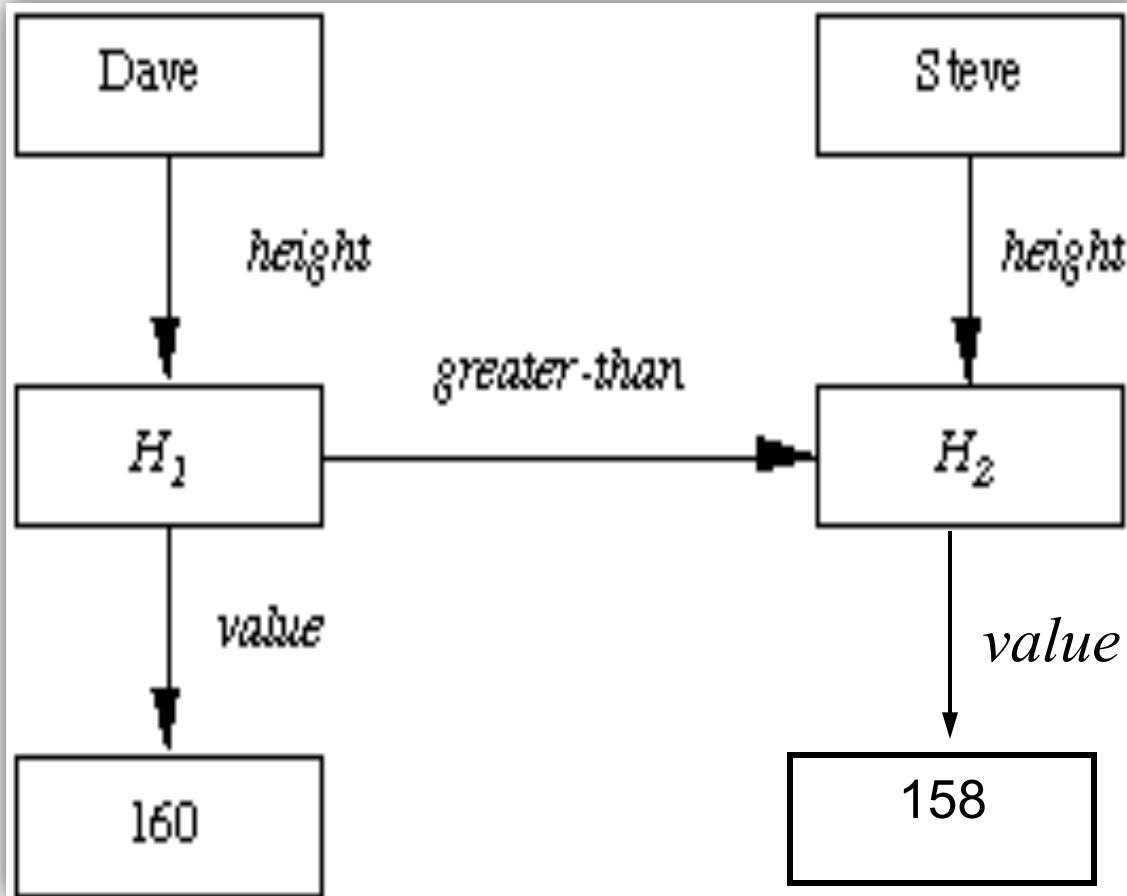 Dave
Steve
height
height
greater-than
H1
H2
value
value
160
158